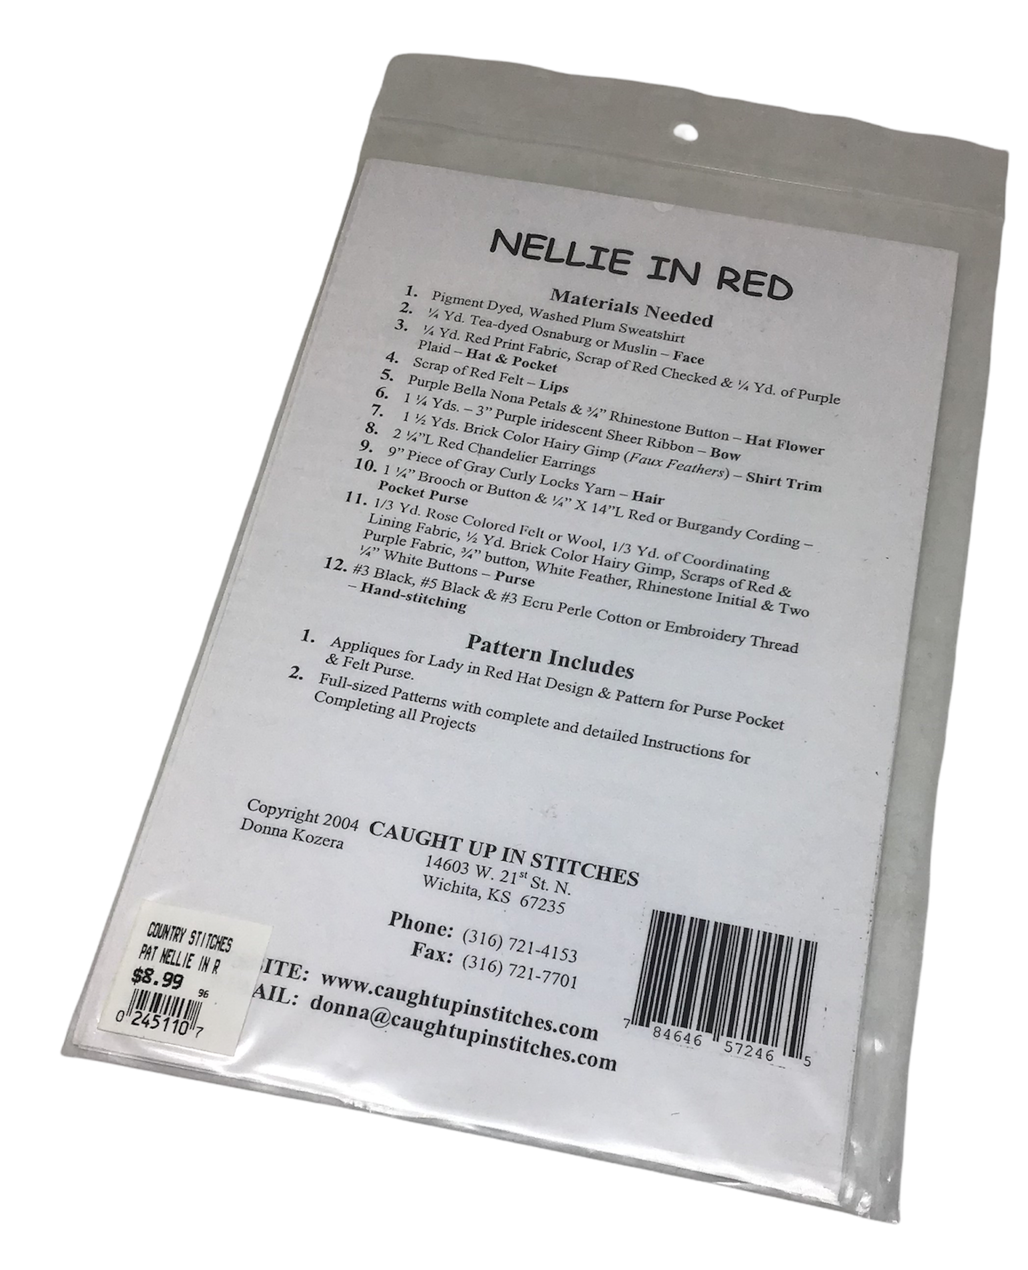 NELLIE IN RED
Materials Needed
1. Pigment Dyed, Washed Plum Sweatshirt
2. ¼ Yd. Tea-dyed Osnaburg or Muslin – Face
3. ¼ Yd. Red Print Fabric, Scrap of Red Checked & ¼ Yd. of Purple
Plaid – Hat & Pocket
4. Scrap of Red Felt – Lips
5. Purple Bella Nona Petals & ¾” Rhinestone Button – Hat Flower
6. 1 ¼ Yds. – 3” Purple iridescent Sheer Ribbon – Bow
7. 1 ½ Yds. Brick Color Hairy Gimp (Faux Feathers) – Shirt Trim
8. 2 ¼”L Red Chandelier Earrings
9. 9” Piece of Gray Curly Locks Yarn – Hair
10. 1 ¼” Brooch or Button & ¼” X 14”L Red or Burgandy Cording –
Pocket Purse
11. 1/3 Yd. Rose Colored Felt or Wool, 1/3 Yd. of Coordinating
Lining Fabric, ½ Yd. Brick Color Hairy Gimp, Scraps of Red &
Purple Fabric, ¾” button, White Feather, Rhinestone Initial & Two
¼” White Buttons – Purse
12. #3 Black, #5 Black & #3 Ecru Perle Cotton or Embroidery Thread
– Hand-stitching
Pattern Includes
1. Appliques for Lady in Red Hat Design & Pattern for Purse Pocket
& Felt Purse.
2. Full-sized Patterns with complete and detailed Instructions for
Completing all Projects
Copyright 2004
Donna Kozera
CAUGHT UP IN STITCHES
14603 W. 21st St. N.
Wichita, KS 67235
Phone: (316) 721-4153
Fax: (316) 721-7701
SITE: www.caughtupinstitches.com
AIL: donna@caughtupinstitches.com
COUNTRY STITCHES
PAT NELLIE IN R
$8.99
96
0 245110 7
7 84646 57246 5